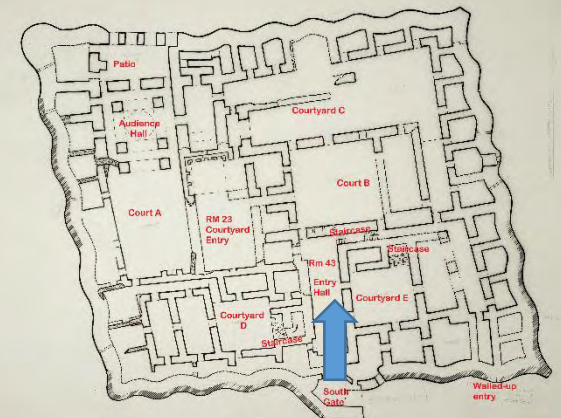 Patio
Audience
Hall
Courtyard C
Court B
Court A
RM 23
Courtyard
Entry
Staircase
Staircase
Rm 43
Entry
Hall
Courtyard E
Courtyard
D
Staircase
South
Gate
Walled-up
entry